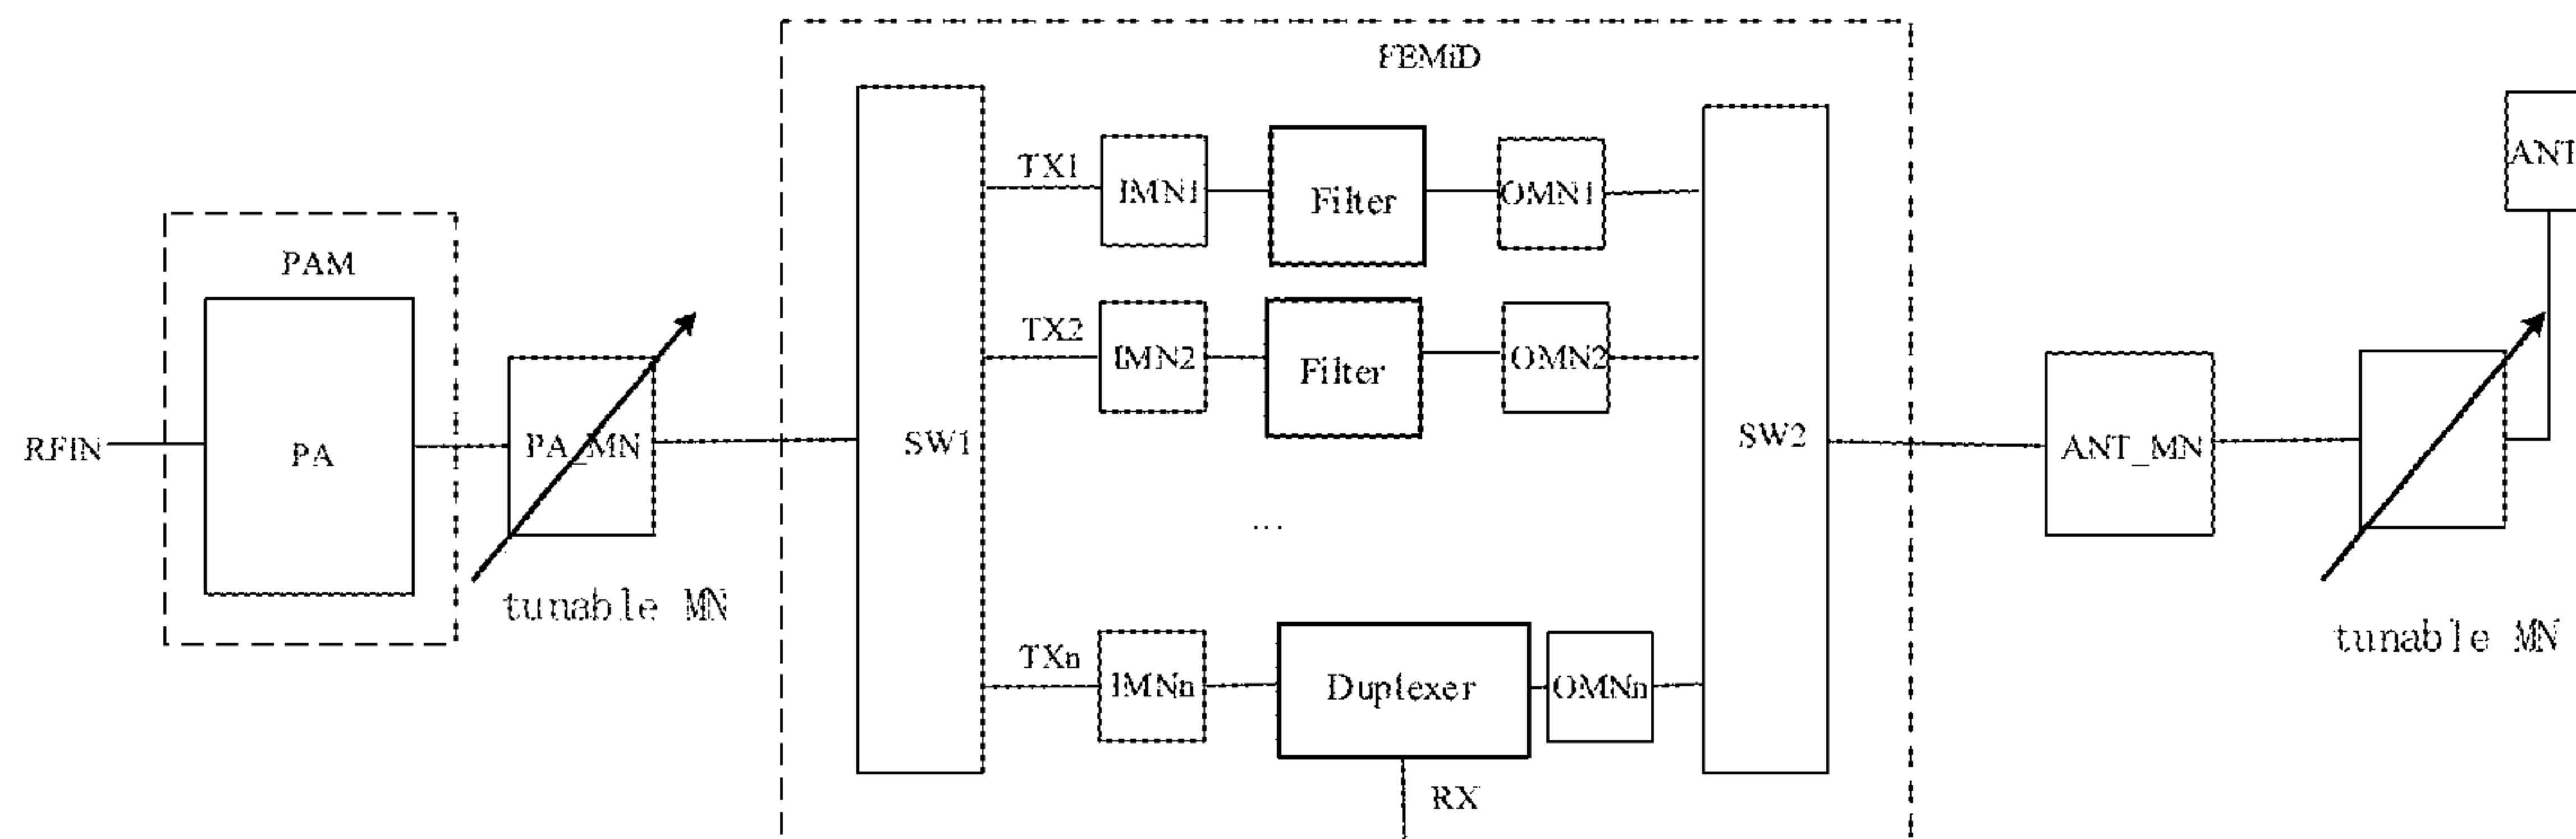 FEMiD
TX1
IMN1
Filter
OMN1
ANT
PAM
TX2
IMN2
Filter
OMN2
RFIN
PA
PA_MN
SW1
SW2
ANT_MN
...
tunable MN
tunable MN
TXn
IMNn
Duplexer
OMNn
RX